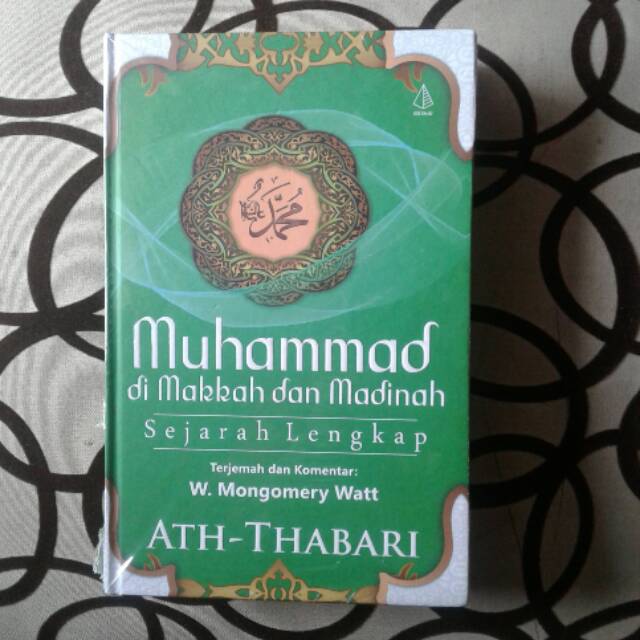 محمد
Muhammad
di Makkah dan Madinah
Sejarah Lengkap
Terjemah dan Komentar:
W. Mongomery Watt
ATH-THABARI